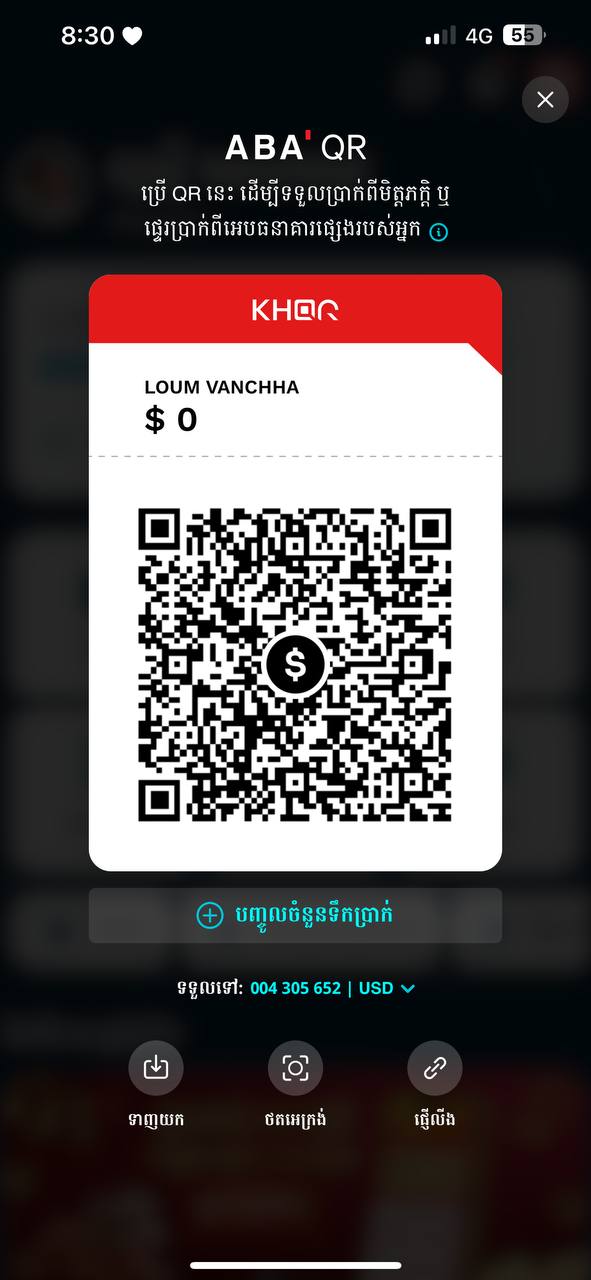 8:30
4G 55
ABA' QR
ប្រើ QR នេះ ដើម្បីទទួលប្រាក់ពីមិត្តភក្តិ ឬ
ផ្ទេរប្រាក់ពីអេបធនាគារផ្សេងរបស់អ្នក
KHQR
LOUM VANCHHA
$ 0
$
បញ្ចូលចំនួនទឹកប្រាក់
ទទួលទៅ: 004 305 652 | USD
ទាញយក
ថតអេក្រង់
ផ្ញើលីង